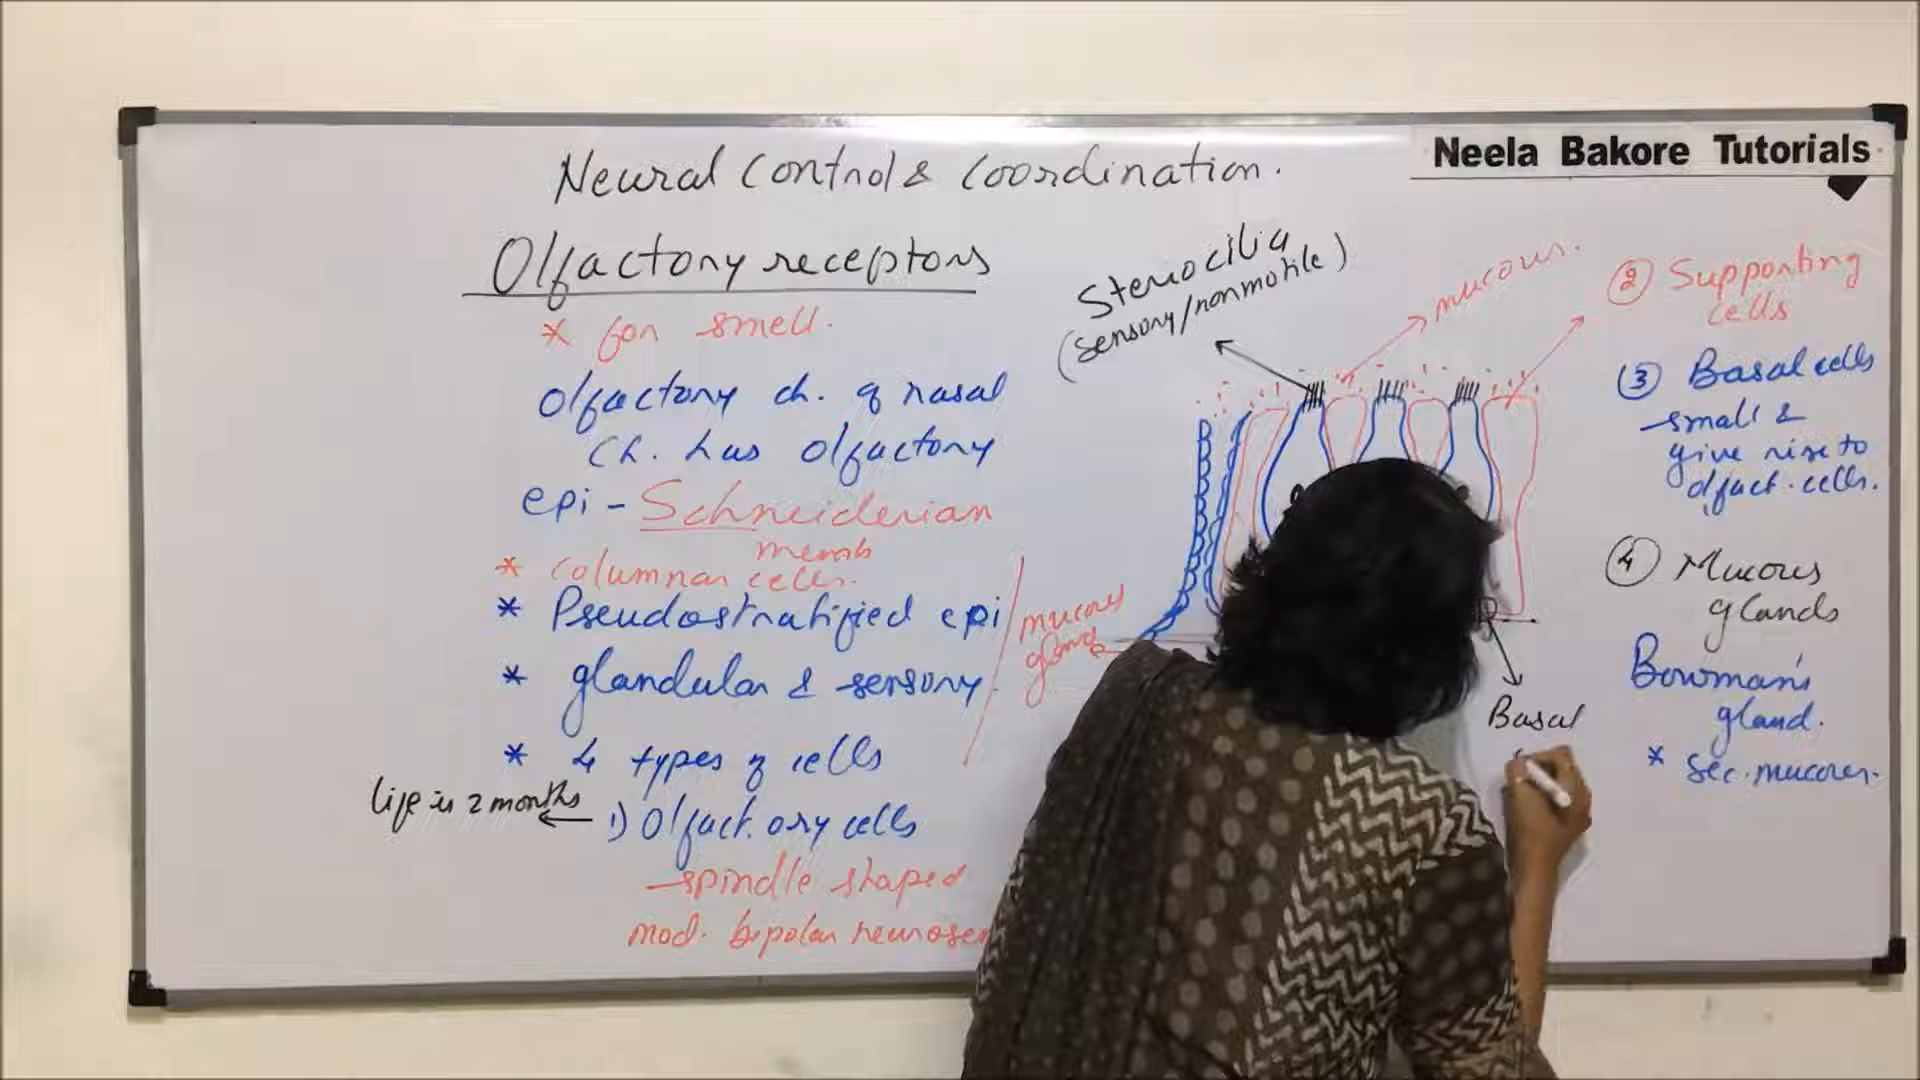 Neela Bakore Tutorials
Neural Control & Coordination.
Olfactory receptors
* for smell.
Olfactory ch. of nasal
Ch. has olfactory
epi - Schneiderian
memb
* columnar cells.
* Pseudostratified epi
* glandular & sensory
* 4 types of cells
life is 2 months
1) Olfact.ory cells
- spindle shaped
mod. bipolar neurosen
Stereocilia
(sensory/nonmotile)
mucous.
mucous
gland
Basal
② Supporting
cells
③ Basal cells
- small &
give rise to
olfact. cells.
④ Mucous
glands
Bowman's
gland.
* sec. mucous.